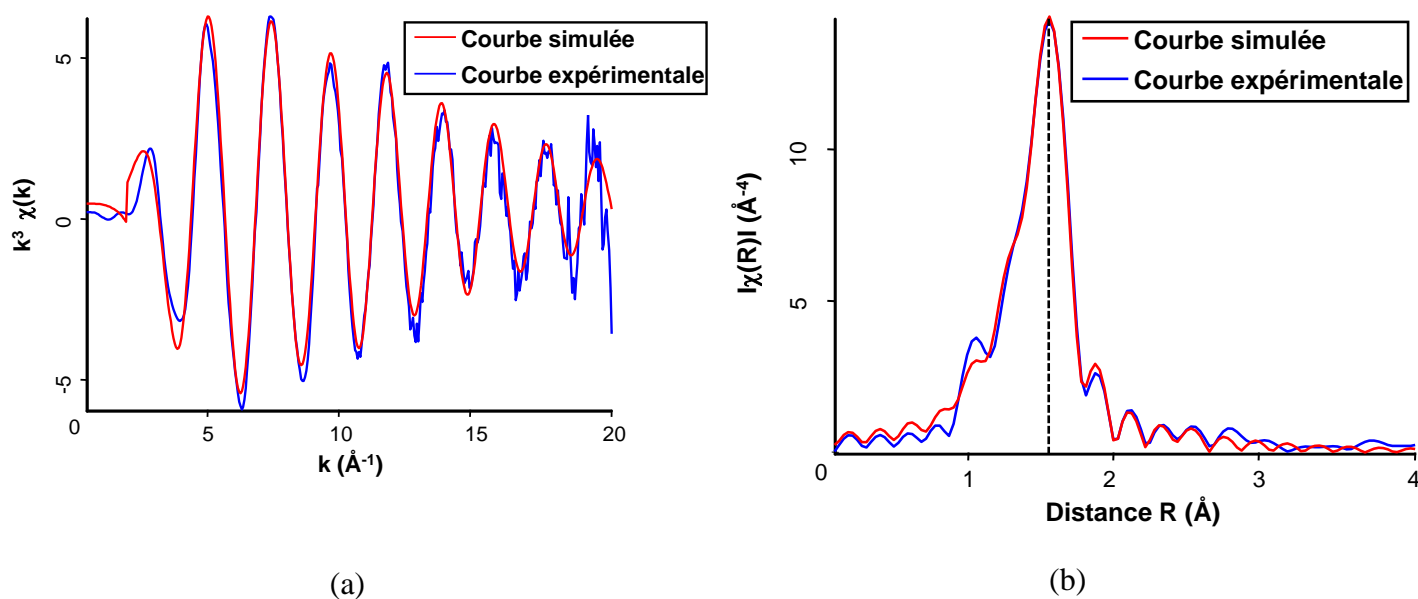 5
0
-5
k³ χ(k)
Courbe simulée
Courbe expérimentale
0
5
10
15
20
k (Å⁻¹)
(a)
10
5
Iχ(R)I (Å⁻⁴)
Courbe simulée
Courbe expérimentale
0
1
2
3
4
Distance R (Å)
(b)